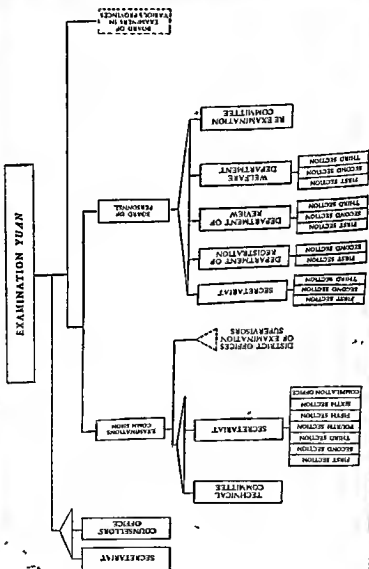 EXAMINATION YUAN
SECRETARIAT
COUNSELLORS'
OFFICE
EXAMINATIONS
COMMISSION
TECHNICAL
COMMITTEE
SECRETARIAT
FIRST SECTION
SECOND SECTION
THIRD SECTION
FOURTH SECTION
FIFTH SECTION
SIXTH SECTION
COMPILATION OFFICE
DISTRICT OFFICES
OF EXAMINATION
SUPERVISORS
BOARD OF
PERSONNEL
SECRETARIAT
FIRST SECTION
SECOND SECTION
THIRD SECTION
DEPARTMENT OF
REGISTRATION
FIRST SECTION
SECOND SECTION
DEPARTMENT OF
REVIEW
FIRST SECTION
SECOND SECTION
THIRD SECTION
WELFARE
DEPARTMENT
FIRST SECTION
SECOND SECTION
THIRD SECTION
RE EXAMINATION
COMMITTEE
BOARD OF
EXAMINERS IN
VARIOUS PROVINCES